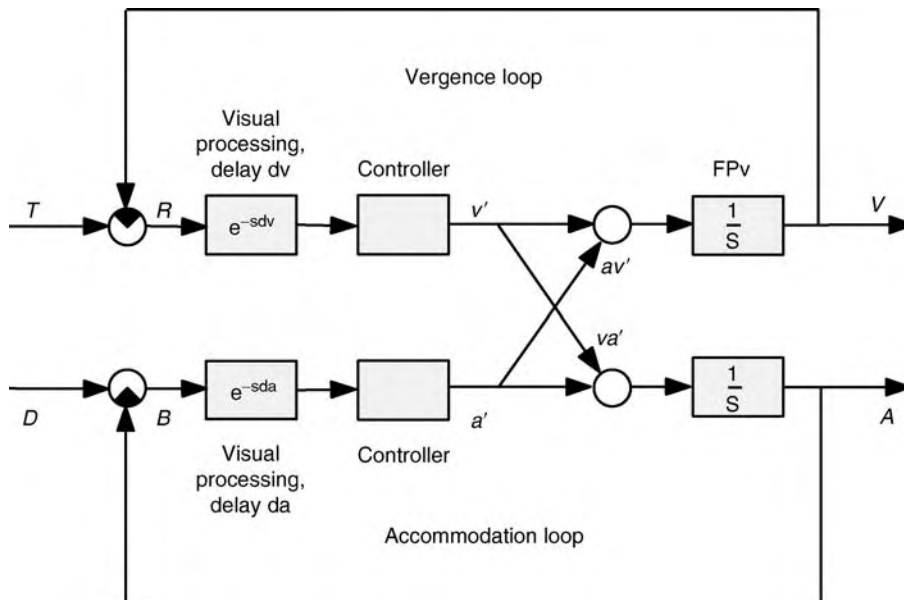 Vergence loop
Visual
processing,
delay dv
Controller
FPv
T
R
e^–sdv
v'
1
S
V
av'
va'
D
B
e^–sda
a'
1
S
A
Visual
processing,
delay da
Controller
Accommodation loop